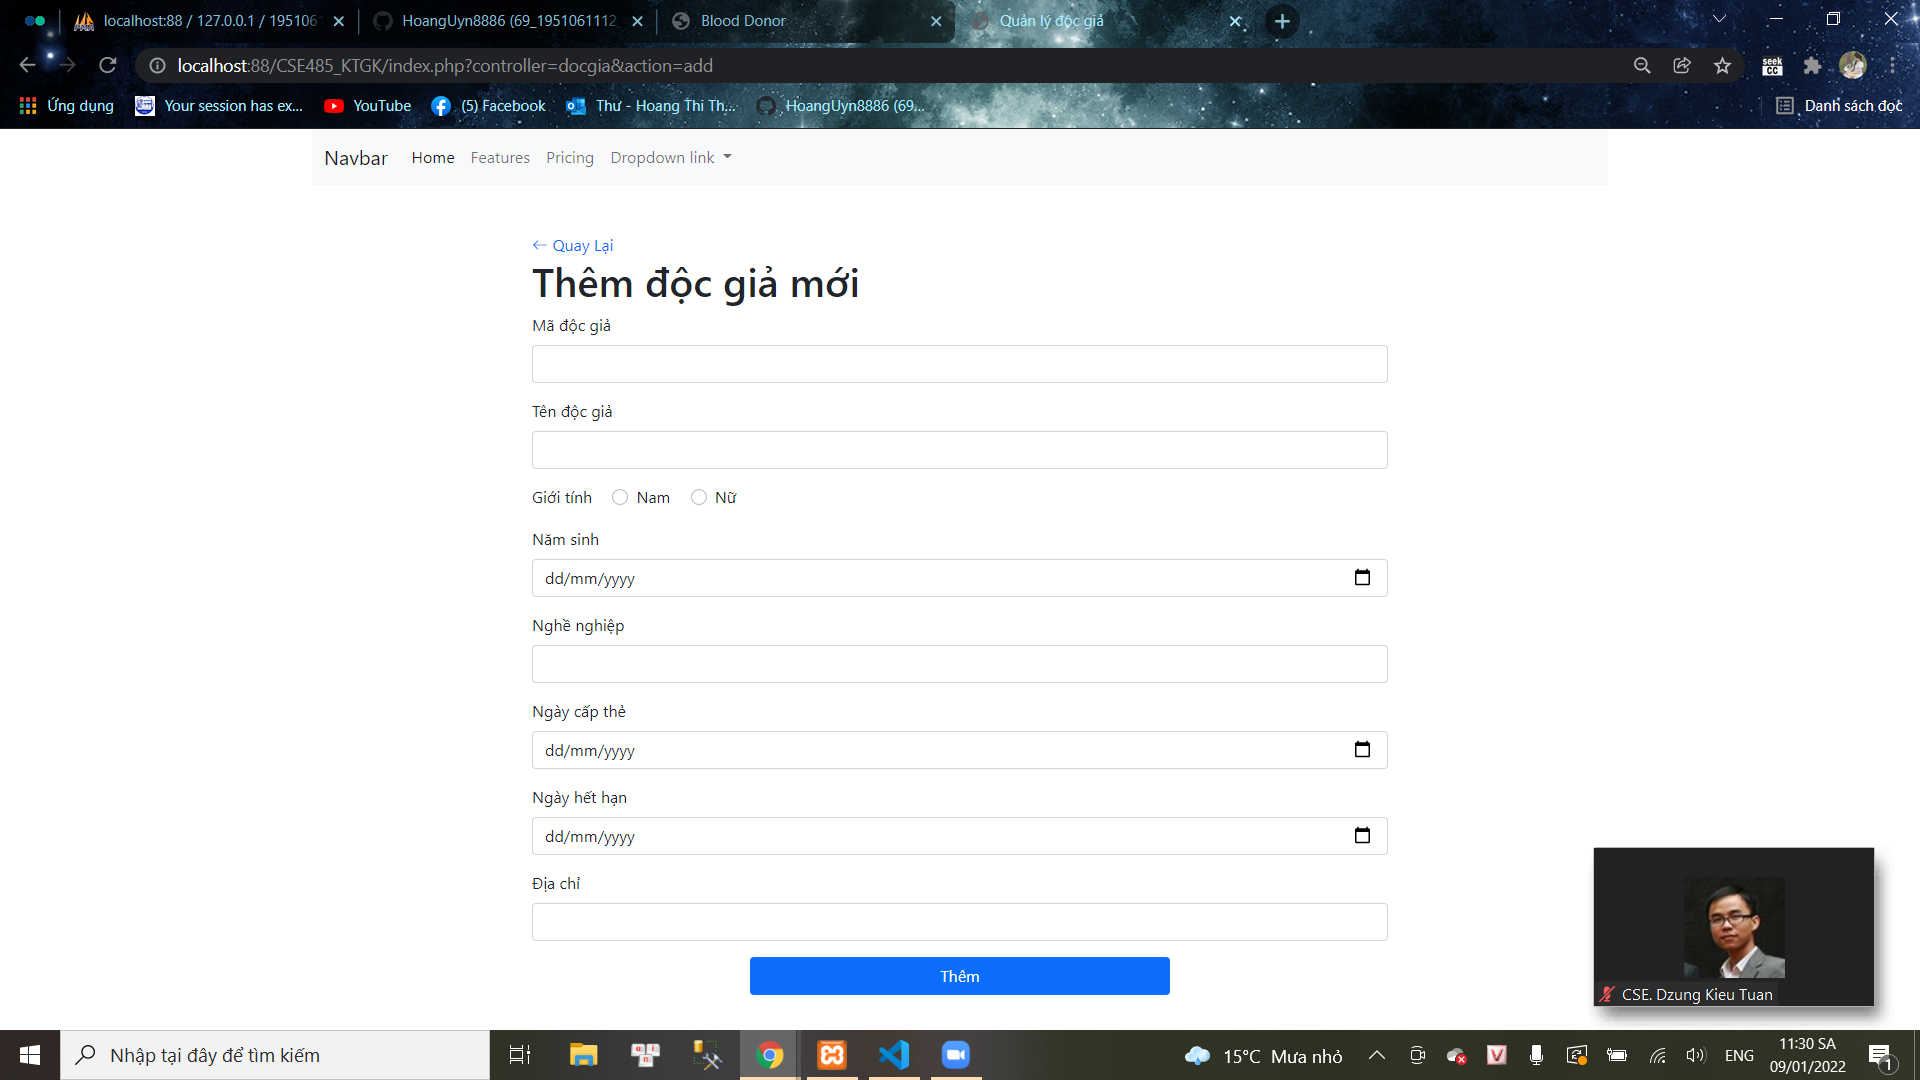 localhost:88 / 127.0.0.1 / 195106
HoangUyn8886 (69_1951061112_
Blood Donor
Quản lý độc giả
localhost:88/CSE485_KTGK/index.php?controller=docgia&action=add
seek CC
Ứng dụng
Your session has ex...
YouTube
(5) Facebook
Thư - Hoang Thi Th...
HoangUyn8886 (69...
Danh sách đọc
Navbar Home Features Pricing Dropdown link
← Quay Lại
Thêm độc giả mới
Mã độc giả
Tên độc giả
Giới tính Nam Nữ
Năm sinh
dd/mm/yyyy
Nghề nghiệp
Ngày cấp thẻ
dd/mm/yyyy
Ngày hết hạn
dd/mm/yyyy
Địa chỉ
Thêm
CSE. Dzung Kieu Tuan
Nhập tại đây để tìm kiếm
15°C Mưa nhỏ
ENG
11:30 SA
09/01/2022
1